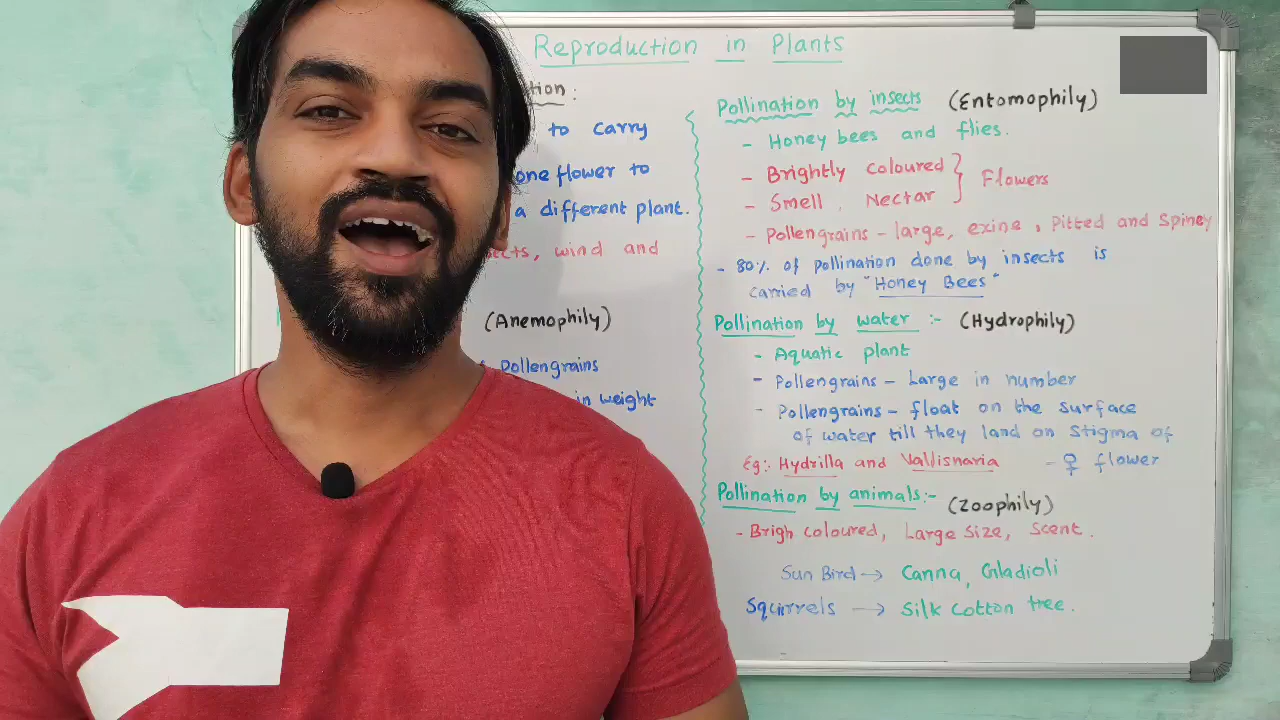 Reproduction in Plants
tion:
to carry
one flower to
a different plant.
sects, wind and
(Anemophily)
Pollengrains
in weight
Pollination by insects (Entomophily)
- Honey bees and flies.
- Brightly coloured
- Smell, Nectar } Flowers
- Pollengrains - large, exine, Pitted and Spiney
- 80% of pollination done by insects is
carried by "Honey Bees"
Pollination by water :- (Hydrophily)
- Aquatic plant
- Pollengrains - Large in number
- Pollengrains - float on the surface
of water till they land on Stigma of
- ♀ flower
Eg:- Hydrilla and Vallisnaria
Pollination by animals:- (Zoophily)
- Brigh coloured, Large Size, Scent.
Sun Bird → Canna, Gladioli
Squirrels → Silk Cotton tree.